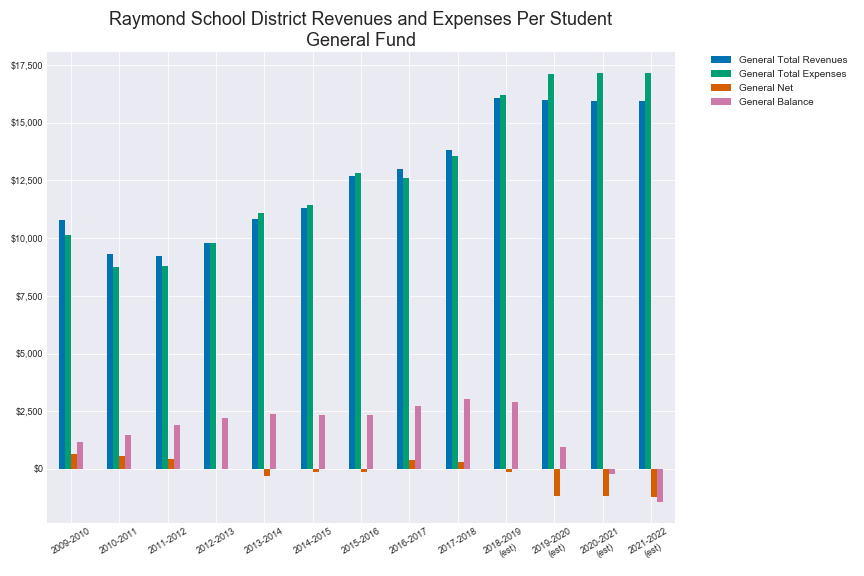 Raymond School District Revenues and Expenses Per Student
General Fund
General Total Revenues
General Total Expenses
General Net
General Balance
$17,500
$15,000
$12,500
$10,000
$7,500
$5,000
$2,500
$0
2009-2010
2010-2011
2011-2012
2012-2013
2013-2014
2014-2015
2015-2016
2016-2017
2017-2018
2018-2019
(est)
2019-2020
(est)
2020-2021
(est)
2021-2022
(est)